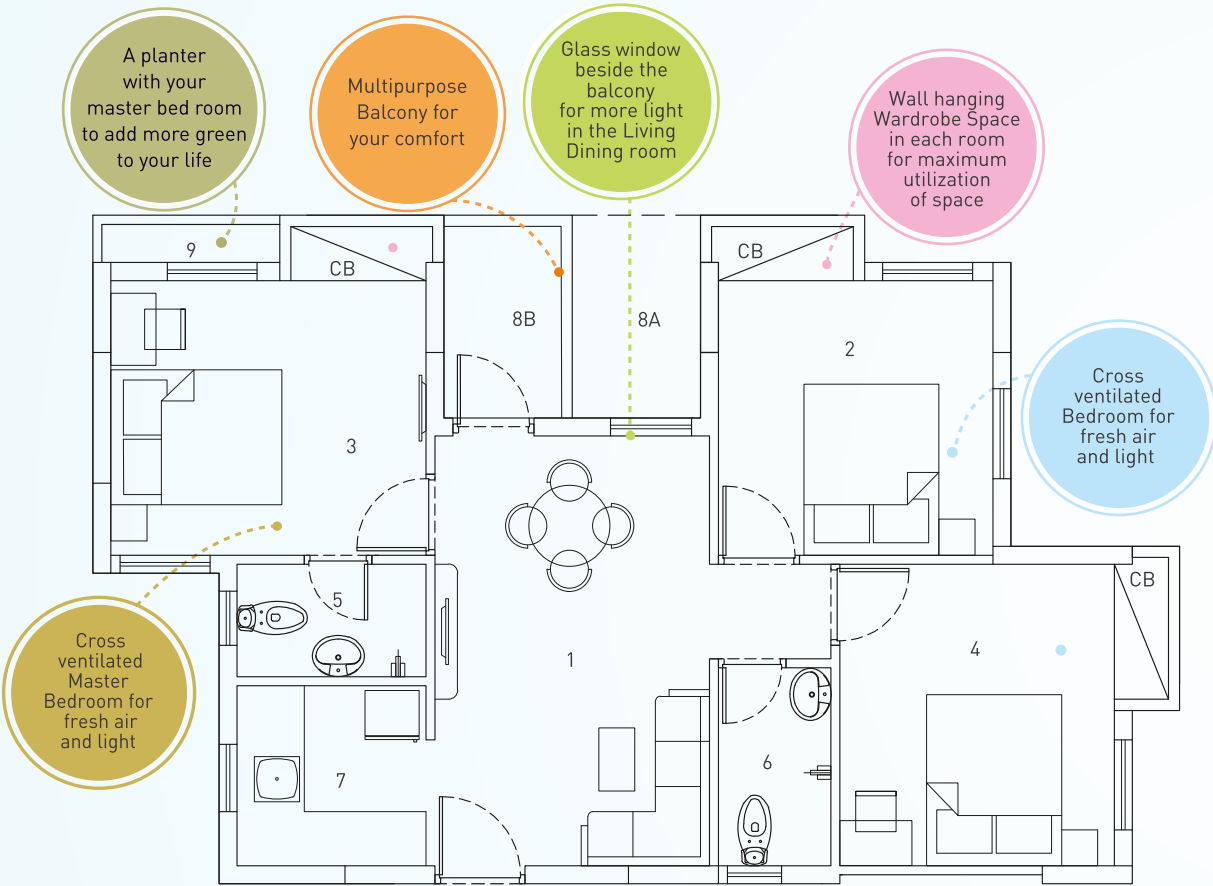 A planter
with your
master bed room
to add more green
to your life
Multipurpose
Balcony for
your comfort
Glass window
beside the
balcony
for more light
in the Living
Dining room
Wall hanging
Wardrobe Space
in each room
for maximum
utilization
of space
9
CB
8B
8A
CB
2
3
Cross
ventilated
Bedroom for
fresh air
and light
CB
5
1
4
Cross
ventilated
Master
Bedroom for
fresh air
and light
7
6